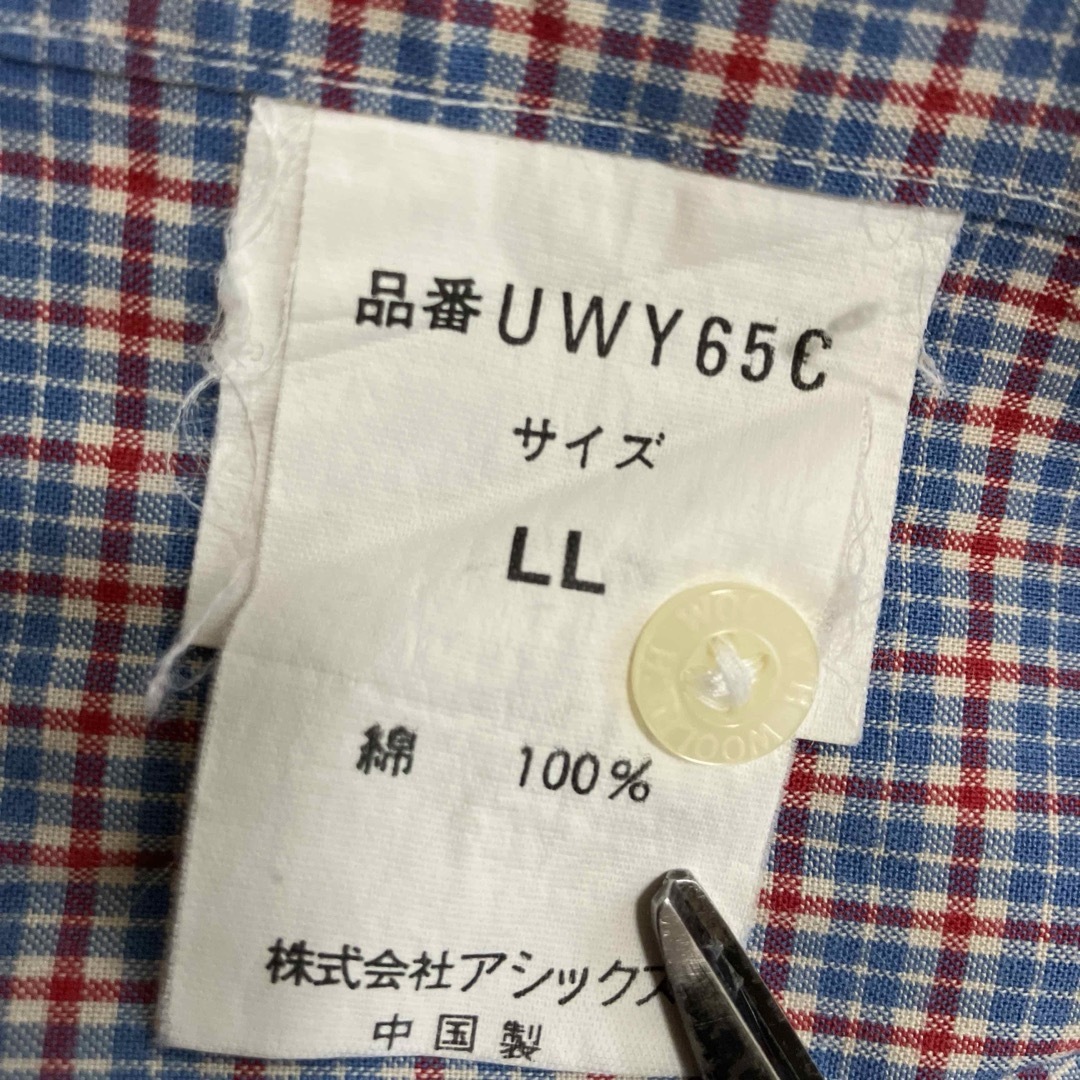 品番UWY65C
サイズ
LL
綿 100%
株式会社アシックス
中国製